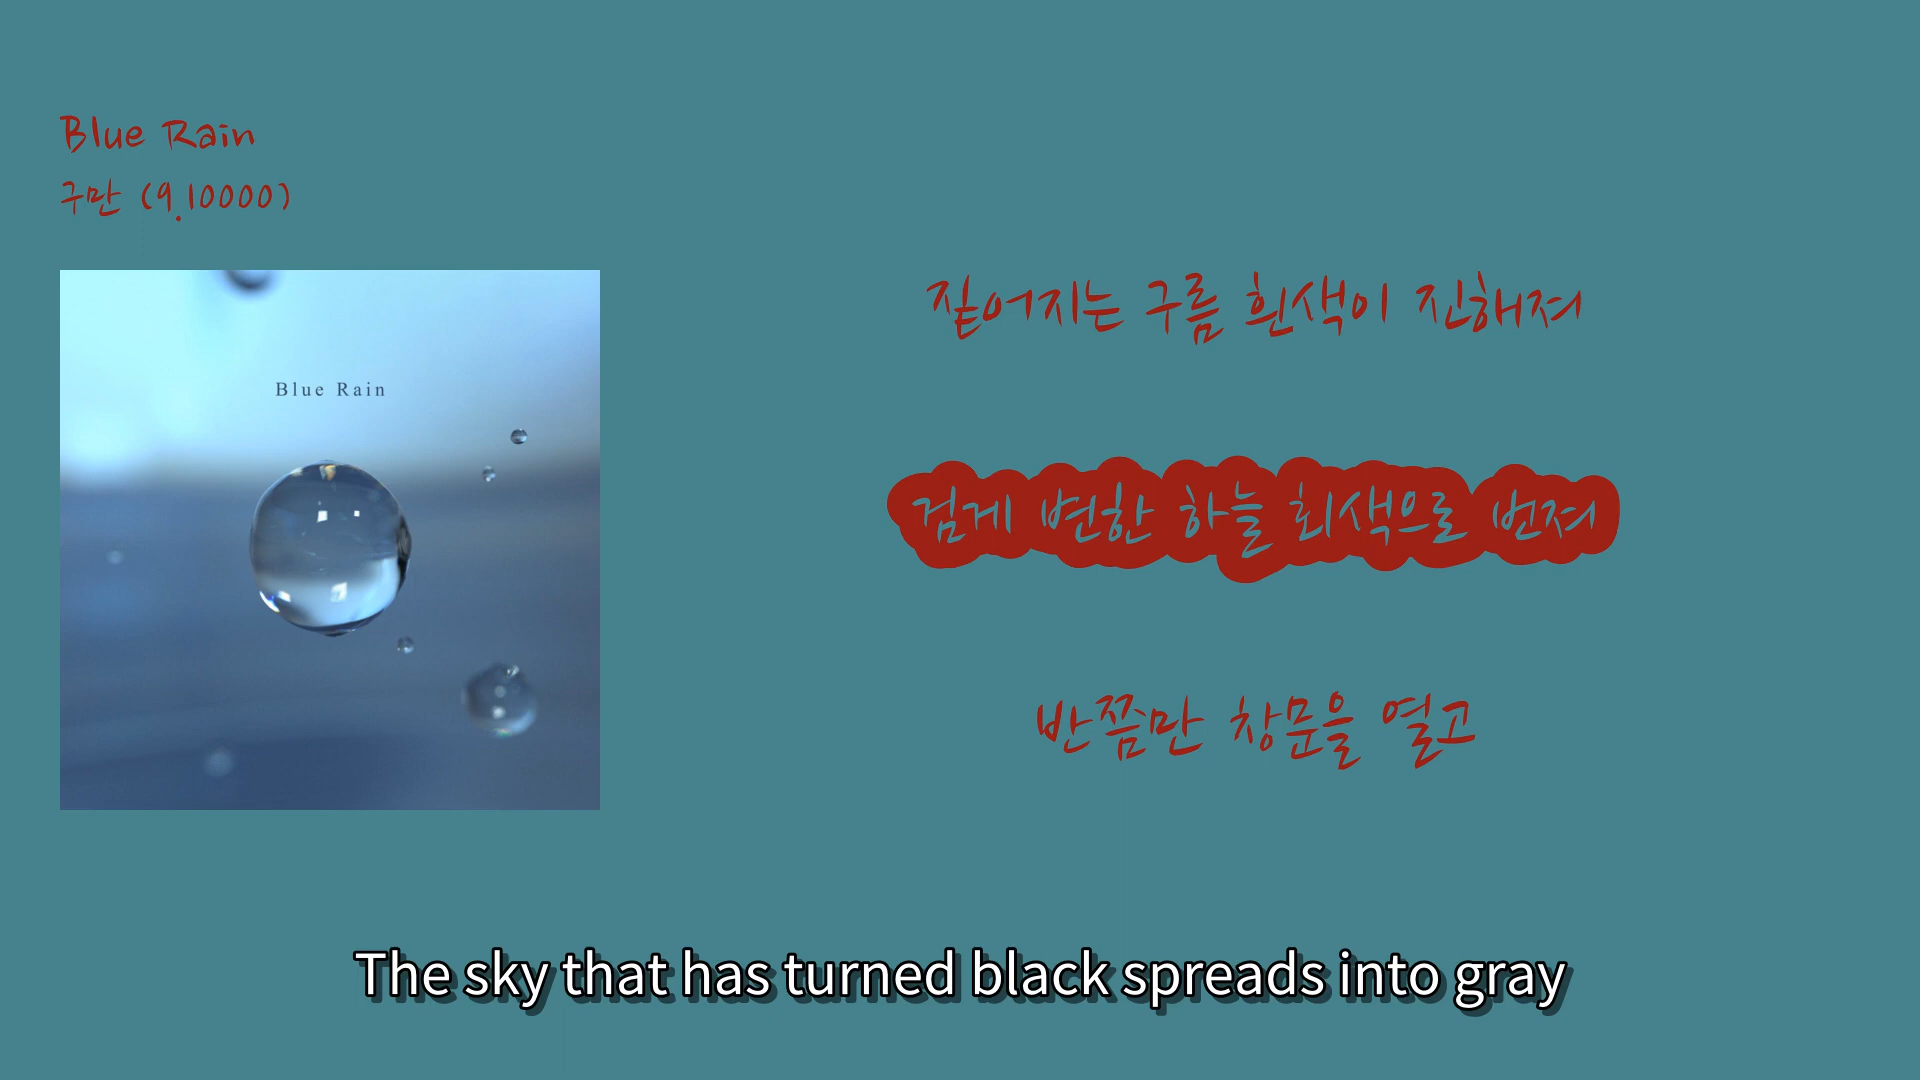 Blue Rain
구만 (9.10000)
Blue Rain
짙어지는 구름 흰색이 진해져
검게 변한 하늘 회색으로 번져
반쯤만 창문을 열고
The sky that has turned black spreads into gray